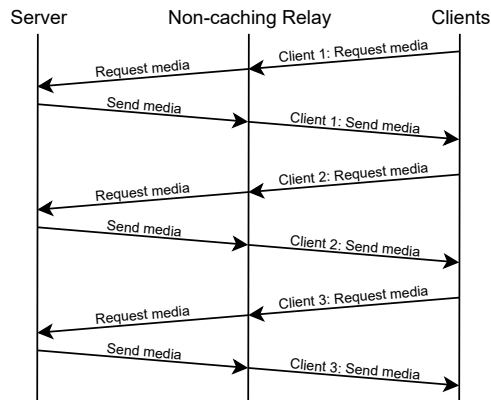 Server
Non-caching Relay
Clients
Client 1: Request media
Request media
Send media
Client 1: Send media
Client 2: Request media
Request media
Send media
Client 2: Send media
Client 3: Request media
Request media
Send media
Client 3: Send media